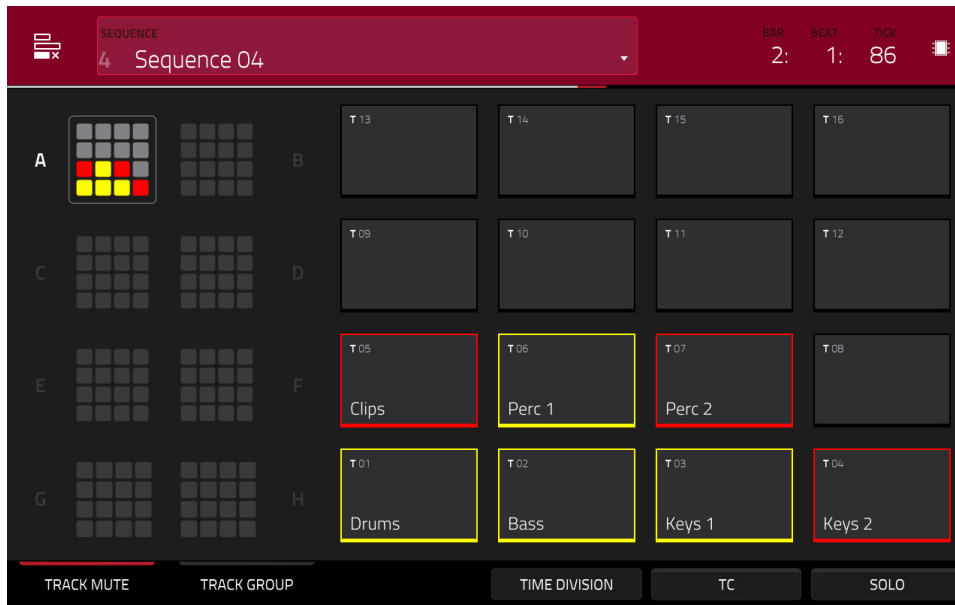 SEQUENCE
4 Sequence 04
BAR BEAT TICK
2: 1: 86
A B
T 13 T 14 T 15 T 16
C D
T 09 T 10 T 11 T 12
E F
T 05 T 06 T 07 T 08
Clips Perc 1 Perc 2
G H
T 01 T 02 T 03 T 04
Drums Bass Keys 1 Keys 2
TRACK MUTE TRACK GROUP TIME DIVISION TC SOLO